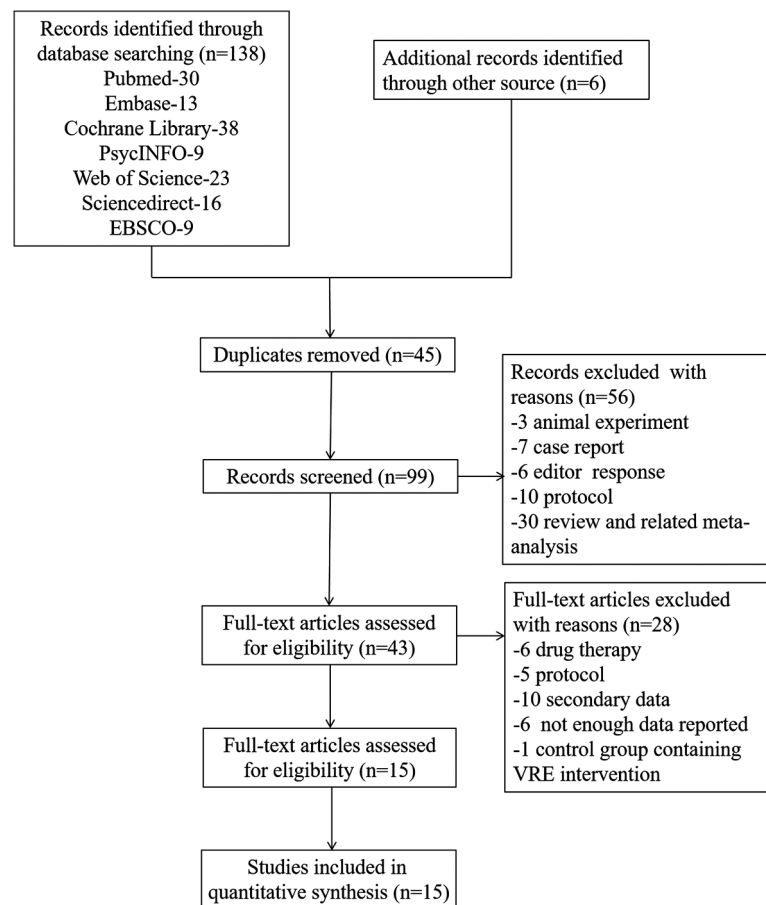 Records identified through
database searching (n=138)
Pubmed-30
Embase-13
Cochrane Library-38
PsycINFO-9
Web of Science-23
Sciencedirect-16
EBSCO-9
Additional records identified
through other source (n=6)
Duplicates removed (n=45)
Records excluded with
reasons (n=56)
-3 animal experiment
-7 case report
-6 editor response
-10 protocol
-30 review and related meta-
analysis
Records screened (n=99)
Full-text articles assessed
for eligibility (n=43)
Full-text articles excluded
with reasons (n=28)
-6 drug therapy
-5 protocol
-10 secondary data
-6 not enough data reported
-1 control group containing
VRE intervention
Full-text articles assessed
for eligibility (n=15)
Studies included in
quantitative synthesis (n=15)